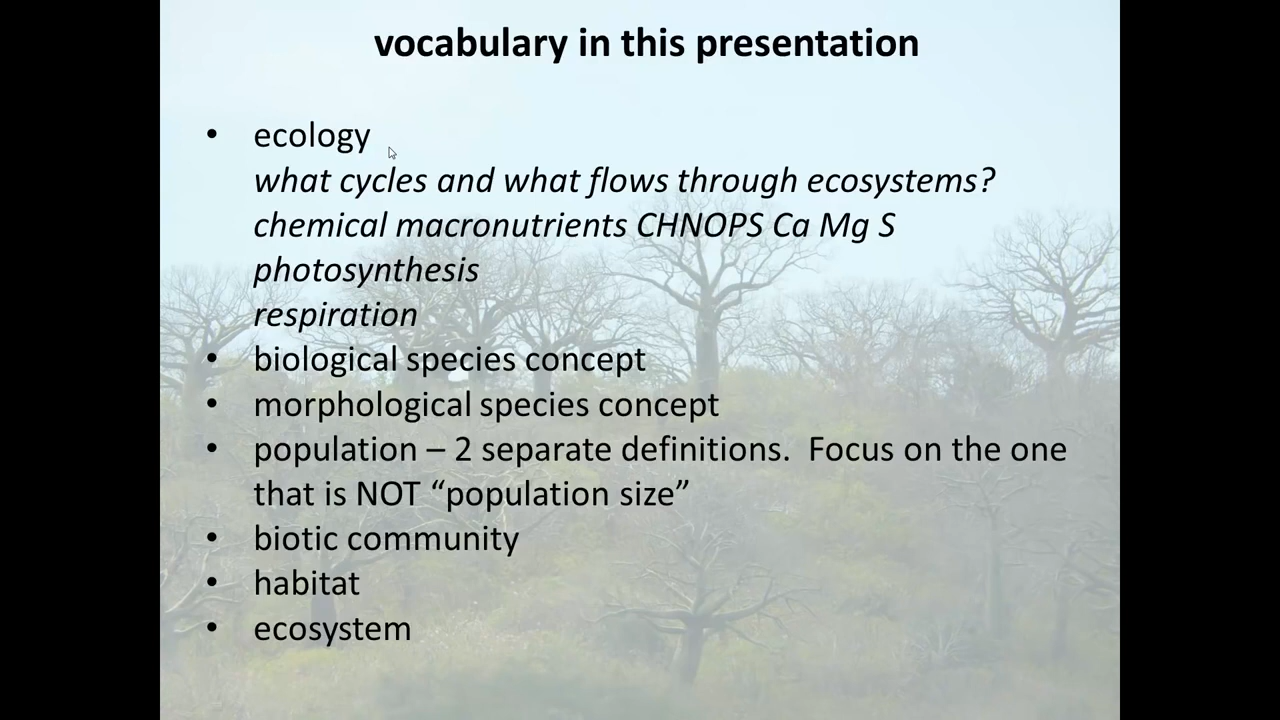 vocabulary in this presentation
• ecology
what cycles and what flows through ecosystems?
chemical macronutrients CHNOPS Ca Mg S
photosynthesis
respiration
• biological species concept
• morphological species concept
• population – 2 separate definitions.  Focus on the one
that is NOT “population size”
• biotic community
• habitat
• ecosystem